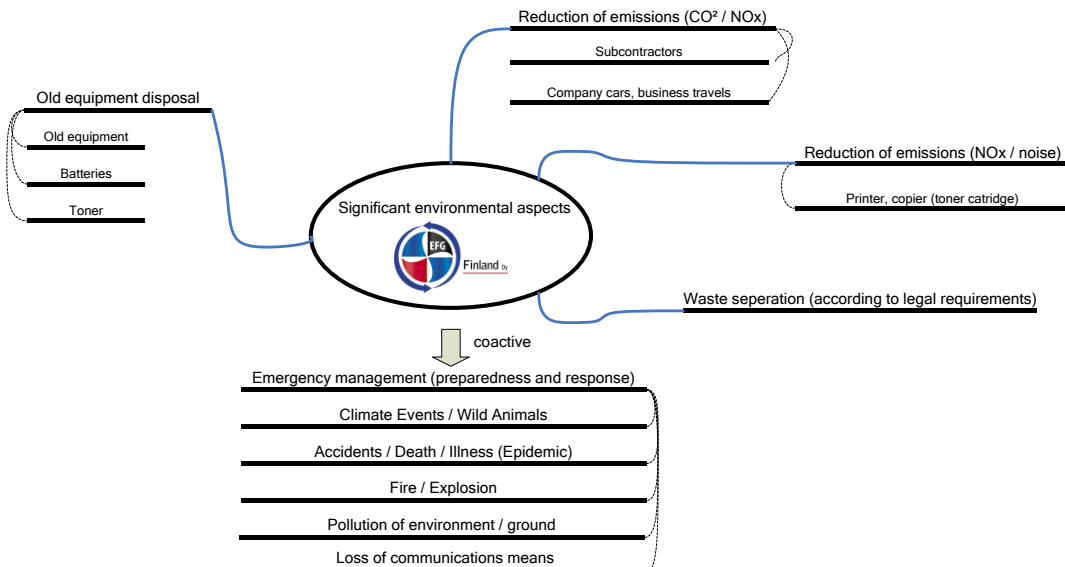 Reduction of emissions (CO² / NOx)
Subcontractors
Company cars, business travels
Old equipment disposal
Old equipment
Batteries
Toner
Reduction of emissions (NOx / noise)
Printer, copier (toner catridge)
Significant environmental aspects
EFG
Finland Oy
Waste seperation (according to legal requirements)
coactive
Emergency management (preparedness and response)
Climate Events / Wild Animals
Accidents / Death / Illness (Epidemic)
Fire / Explosion
Pollution of environment / ground
Loss of communications means